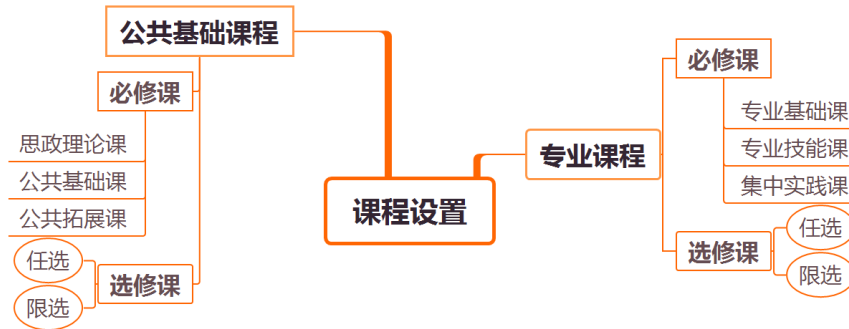 公共基础课程
必修课
思政理论课
公共基础课
公共拓展课
选修课
任选
限选
课程设置
专业课程
必修课
专业基础课
专业技能课
集中实践课
选修课
任选
限选